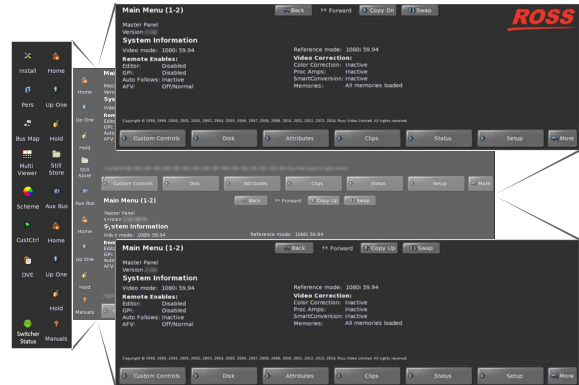 Main Menu (1-2) Back Forward Copy Dn Swap
ROSS
Master Panel
Version
System Information
Video mode: 1080i 59.94 Reference mode: 1080i 59.94
Remote Enables: Video Correction:
Editor: Disabled Color Correction: Inactive
GPI: Disabled Proc Amps: Inactive
Auto Follows: Inactive SmartConversion: Inactive
AFV: Off/Normal Memories: All memories loaded
Custom Controls Disk Attributes Clips Status Setup More
Install Home
Pers Up One
Bus Map Hold
Multi Viewer Still Store
Scheme Aux Bus
CustCtrl Home
DVE Up One
Hold
Switcher Status Manuals
Home
Up One
Hold
Still Store
Aux Bus
Home
Up One
Hold
Manuals
Custom Controls Disk Attributes Clips Status Setup More
Main Menu (1-2) Back Forward Copy Up Swap
Master Panel
Version
System Information
Video mode: 1080i 59.94 Reference mode: 1080i 59.94
Main Menu (1-2) Back Forward Copy Up Swap
Master Panel
Version
System Information
Video mode: 1080i 59.94 Reference mode: 1080i 59.94
Remote Enables: Video Correction:
Editor: Disabled Color Correction: Inactive
GPI: Disabled Proc Amps: Inactive
Auto Follows: Inactive SmartConversion: Inactive
AFV: Off/Normal Memories: All memories loaded
Custom Controls Disk Attributes Clips Status Setup More